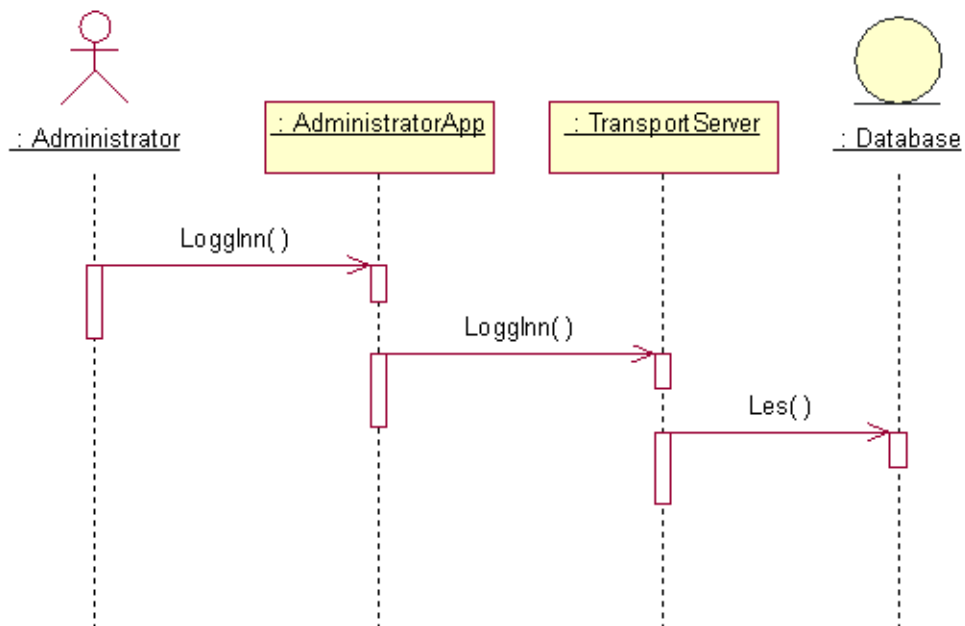 : Administrator
: AdministratorApp
: TransportServer
: Database
LoggInn( )
LoggInn( )
Les( )